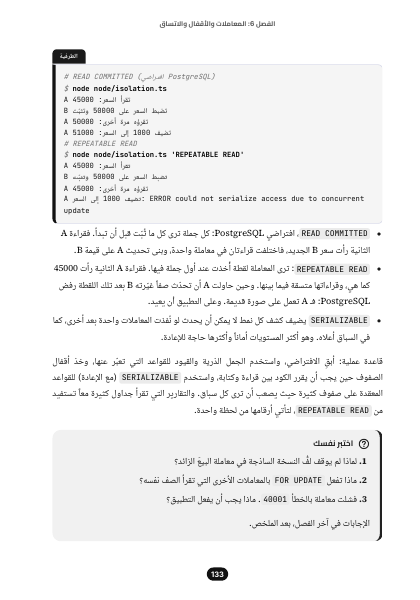 الفصل 6: المعاملات والأقفال والاتساق
الطرفية
# READ COMMITTED (افتراضي PostgreSQL)
$ node node/isolation.ts
A تقرأ السعر: 45000
B تضبط السعر على 50000 وتثبّت
A تقرؤه مرة أخرى: 50000
A تضيف 1000 إلى السعر: 51000
# REPEATABLE READ
$ node node/isolation.ts 'REPEATABLE READ'
A تقرأ السعر: 45000
B تضبط السعر على 50000 وتثبّت
A تقرؤه مرة أخرى: 45000
A تضيف 1000 إلى السعر: ERROR could not serialize access due to concurrent
update
• READ COMMITTED، افتراضي PostgreSQL: كل جملة ترى كل ما ثُبّت قبل أن تبدأ. فقراءة A
الثانية رأت سعر B الجديد، فاختلفت قراءتان في معاملة واحدة، وبنى تحديث A على قيمة B.
• REPEATABLE READ: ترى المعاملة لقطة أُخذت عند أول جملة فيها. فقراءة A الثانية رأت 45000
كما هي، وقراءاتها متسقة فيما بينها. وحين حاولت A أن تحدّث صفاً غيّرته B بعد تلك اللقطة رفض
PostgreSQL: فـ A تعمل على صورة قديمة. وعلى التطبيق أن يعيد.
• SERIALIZABLE يضيف كشف كل نمط لا يمكن أن يحدث لو نُفذت المعاملات واحدة بعد أخرى، كما
في السباق أعلاه. وهو أكثر المستويات أماناً وأكثرها حاجة للإعادة.
قاعدة عملية: أبقِ الافتراضي، واستخدم الجمل الذرية والقيود للقواعد التي تعبّر عنها، وخذ أقفال
الصفوف حين يجب أن يقرر الكود بين قراءة وكتابة، واستخدم SERIALIZABLE (مع الإعادة) للقواعد
المعقدة على صفوف كثيرة حيث يصعب أن ترى كل سباق. والتقارير التي تقرأ جداول كثيرة معاً تستفيد
من REPEATABLE READ، لتأتي أرقامها من لحظة واحدة.
اختبر نفسك
1. لماذا لم يوقف لفُّ النسخة الساذجة في معاملة البيعَ الزائد؟
2. ماذا تفعل FOR UPDATE بالمعاملات الأخرى التي تقرأ الصف نفسه؟
3. فشلت معاملة بالخطأ 40001. ماذا يجب أن يفعل التطبيق؟
الإجابات في آخر الفصل، بعد الملخص.
133